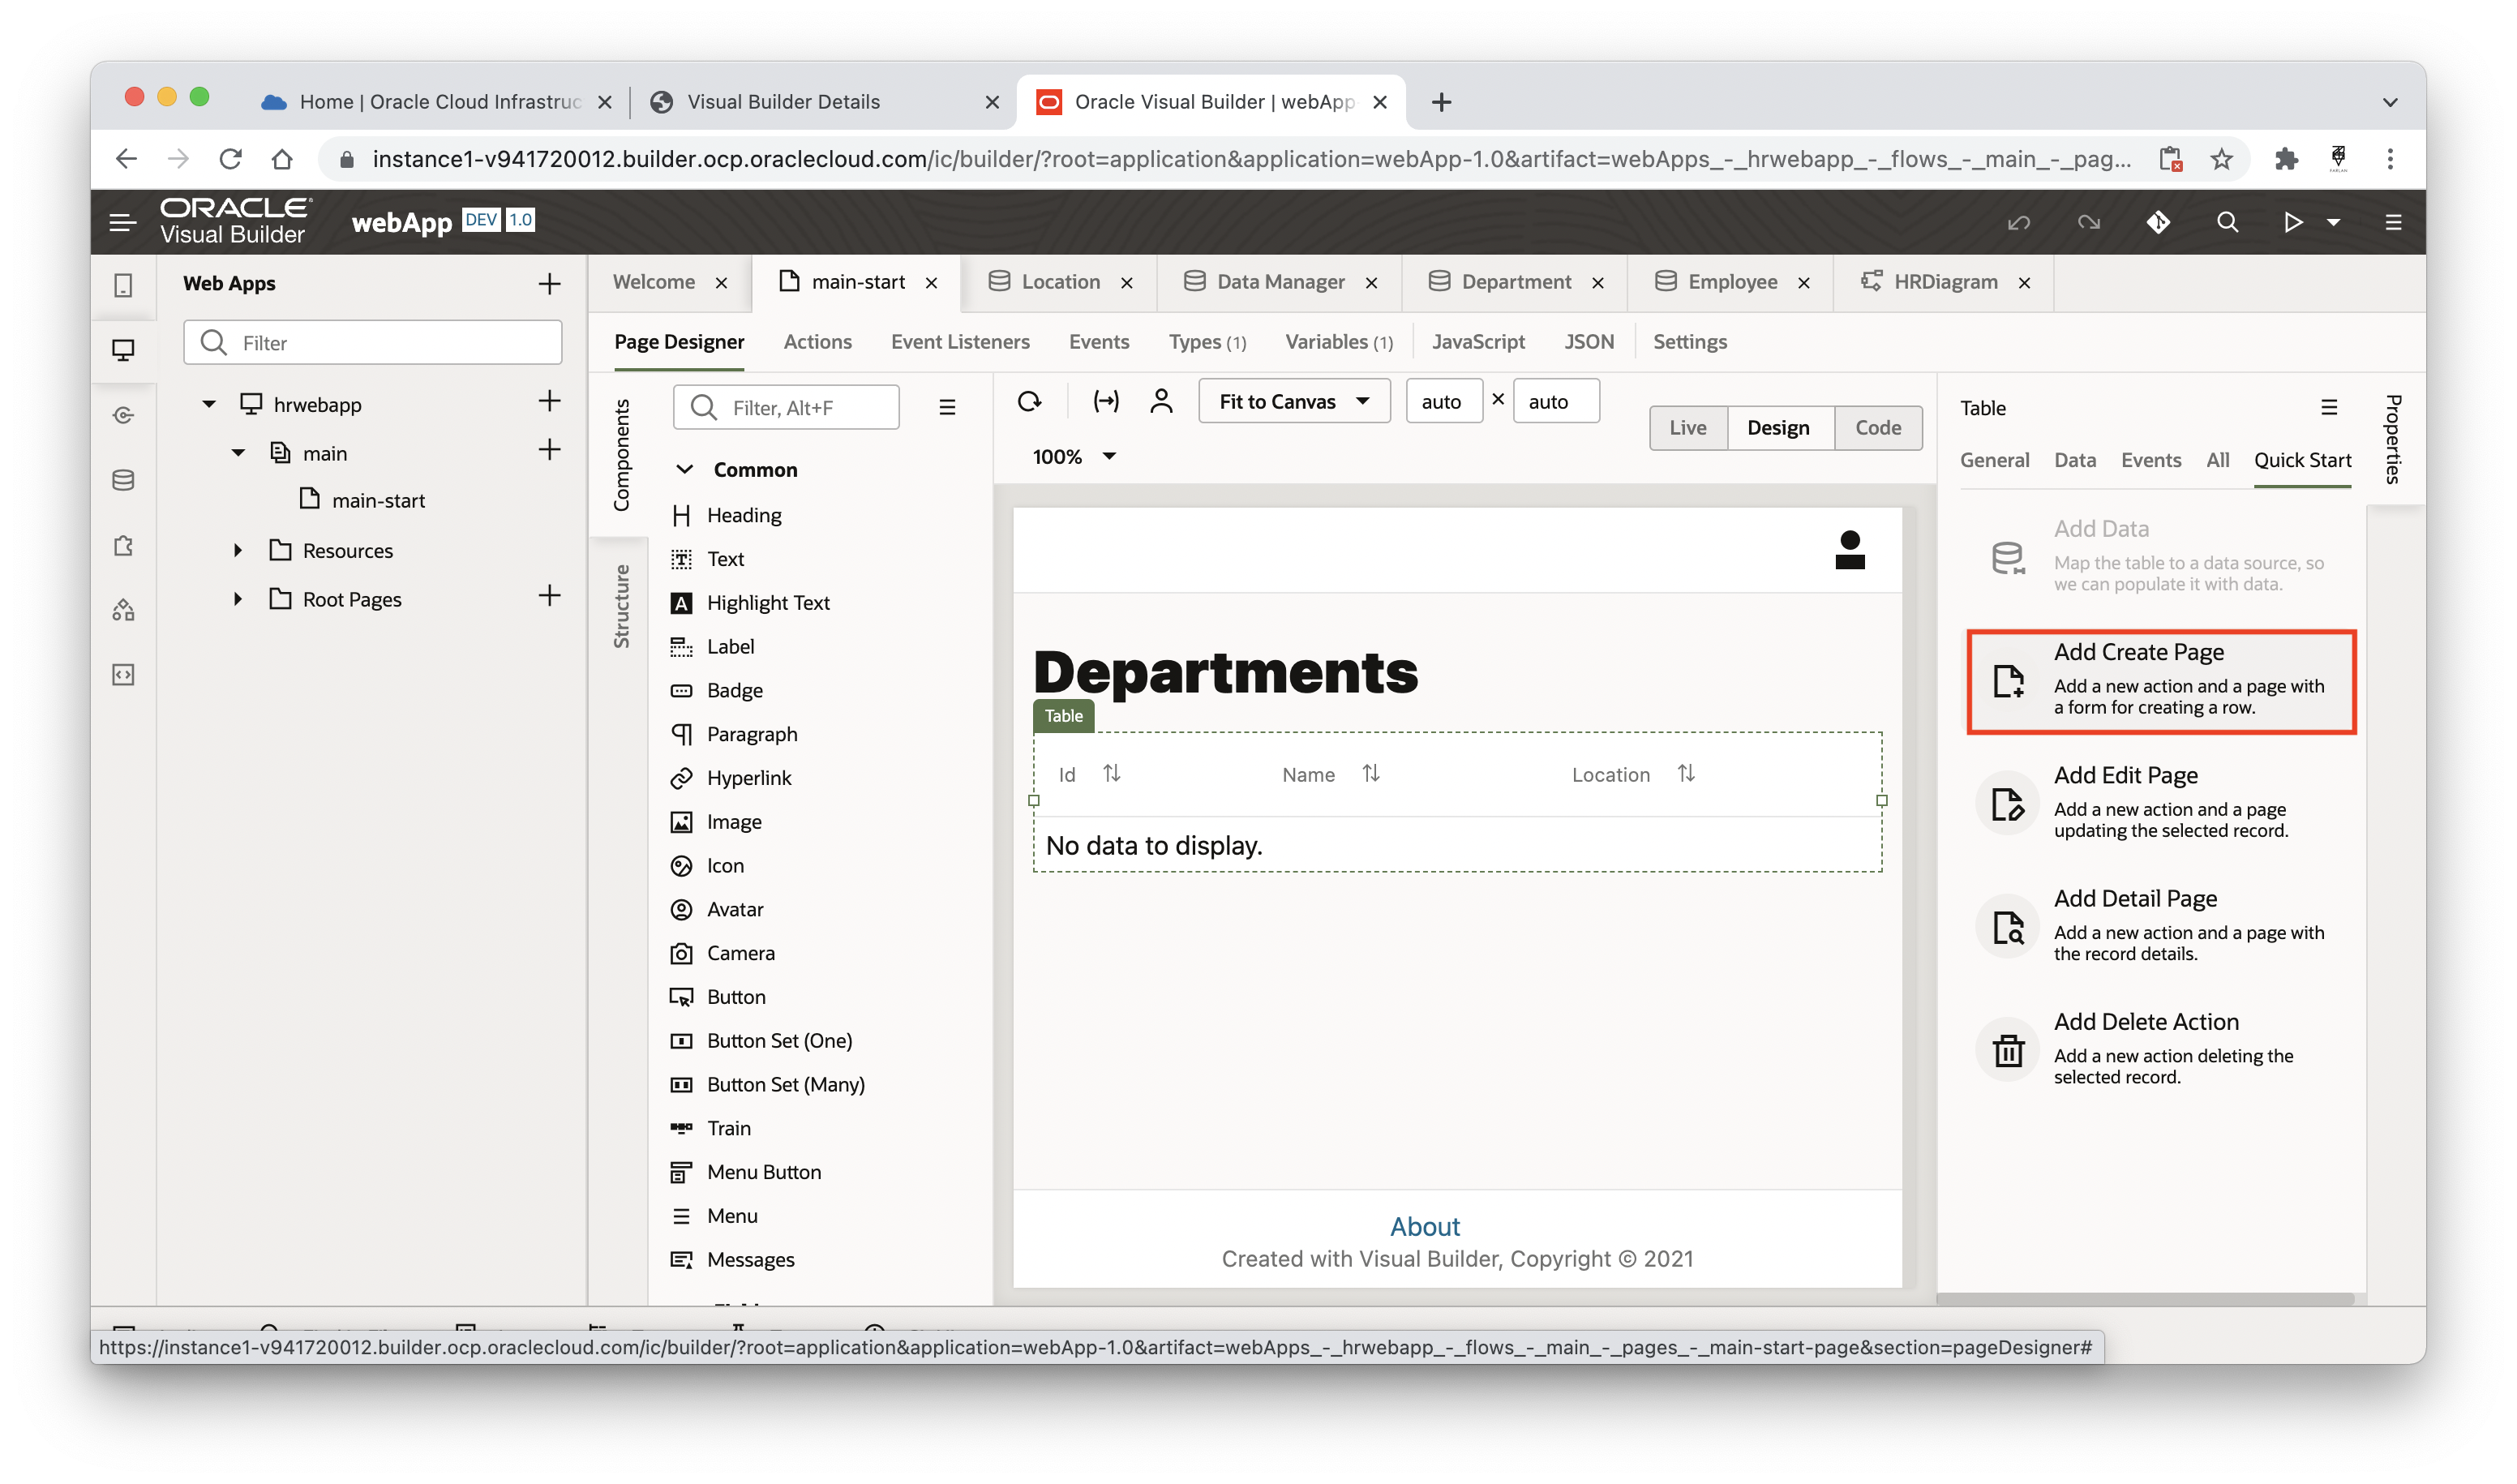 Home | Oracle Cloud Infrastruc
Visual Builder Details
Oracle Visual Builder | webApp
instance1-v941720012.builder.ocp.oraclecloud.com/ic/builder/?root=application&application=webApp-1.0&artifact=webApps_-_hrwebapp_-_flows_-_main_-_pag...
ORACLE
Visual Builder
webApp DEV 1.0
Web Apps
Filter
hrwebapp
main
main-start
Resources
Root Pages
Welcome
main-start
Location
Data Manager
Department
Employee
HRDiagram
Page Designer
Actions
Event Listeners
Events
Types (1)
Variables (1)
JavaScript
JSON
Settings
Components
Structure
Filter, Alt+F
Common
Heading
Text
Highlight Text
Label
Badge
Paragraph
Hyperlink
Image
Icon
Avatar
Camera
Button
Button Set (One)
Button Set (Many)
Train
Menu Button
Menu
Messages
Fit to Canvas
auto × auto
100%
Live
Design
Code
Departments
Table
Id
Name
Location
No data to display.
About
Created with Visual Builder, Copyright © 2021
Table
General
Data
Events
All
Quick Start
Properties
Add Data
Map the table to a data source, so
we can populate it with data.
Add Create Page
Add a new action and a page with
a form for creating a row.
Add Edit Page
Add a new action and a page
updating the selected record.
Add Detail Page
Add a new action and a page with
the record details.
Add Delete Action
Add a new action deleting the
selected record.
https://instance1-v941720012.builder.ocp.oraclecloud.com/ic/builder/?root=application&application=webApp-1.0&artifact=webApps_-_hrwebapp_-_flows_-_main_-_pages_-_main-start-page&section=pageDesigner#